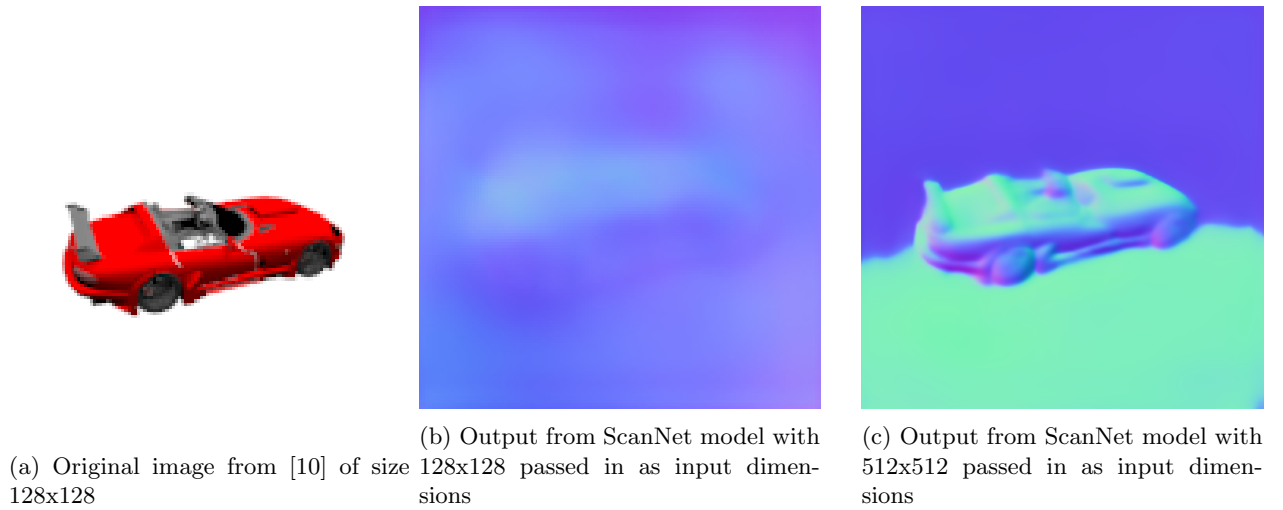 (a) Original image from [10] of size
128x128
(b) Output from ScanNet model with
128x128 passed in as input dimen-
sions
(c) Output from ScanNet model with
512x512 passed in as input dimen-
sions